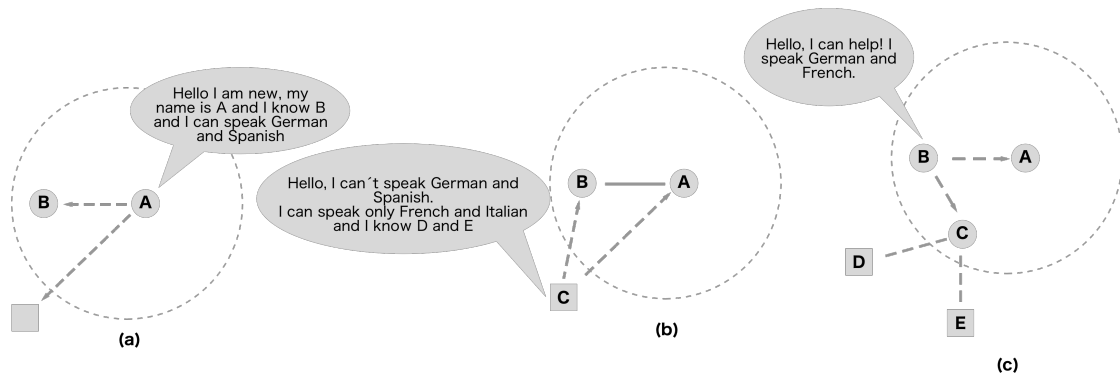 Hello I am new, my
name is A and I know B
and I can speak German
and Spanish
B
A
(a)
Hello, I can´t speak German and
Spanish.
I can speak only French and Italian
and I know D and E
B
A
C
(b)
Hello, I can help! I
speak German and
French.
B
A
C
D
E
(c)